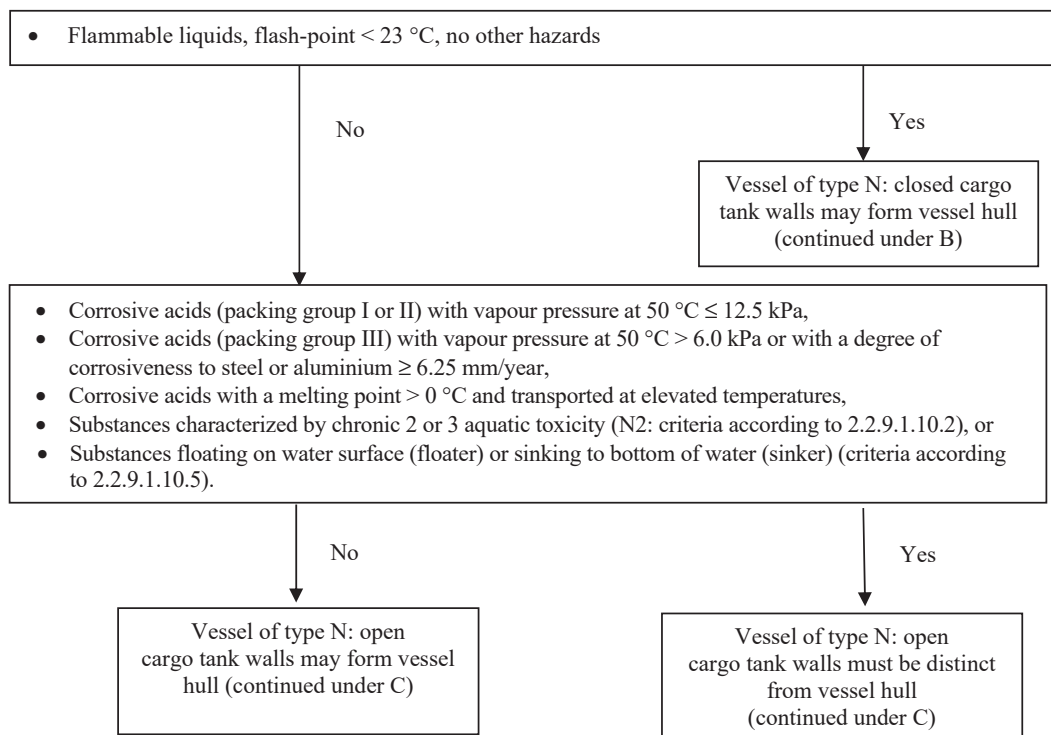 • Flammable liquids, flash-point < 23 °C, no other hazards
No
Yes
Vessel of type N: closed cargo
tank walls may form vessel hull
(continued under B)
• Corrosive acids (packing group I or II) with vapour pressure at 50 °C ≤ 12.5 kPa,
• Corrosive acids (packing group III) with vapour pressure at 50 °C > 6.0 kPa or with a degree of
corrosiveness to steel or aluminium ≥ 6.25 mm/year,
• Corrosive acids with a melting point > 0 °C and transported at elevated temperatures,
• Substances characterized by chronic 2 or 3 aquatic toxicity (N2: criteria according to 2.2.9.1.10.2), or
• Substances floating on water surface (floater) or sinking to bottom of water (sinker) (criteria according
to 2.2.9.1.10.5).
No
Yes
Vessel of type N: open
cargo tank walls may form vessel
hull (continued under C)
Vessel of type N: open
cargo tank walls must be distinct
from vessel hull
(continued under C)